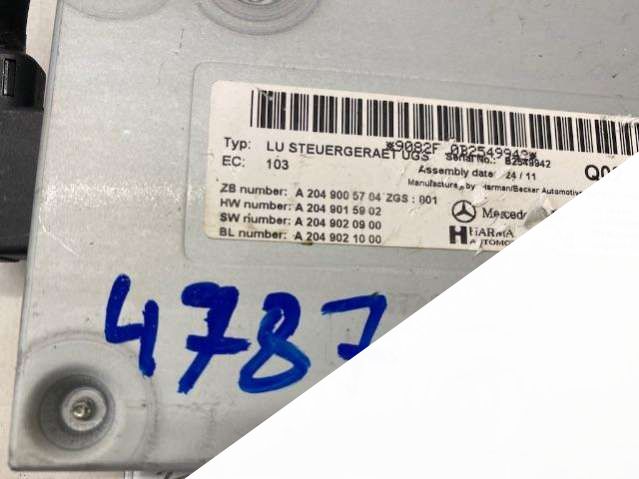 *9082F 0B2549942*
Typ: LU STEUERGERAET UGS Serial No.: B2549942
EC: 103 Assembly date: 24/11
Manufacture by Harman/Becker Automotive
ZB number: A 204 900 57 04 ZGS : 001
HW number: A 204 901 59 02
SW number: A 204 902 09 00
BL number: A 204 902 10 00
478